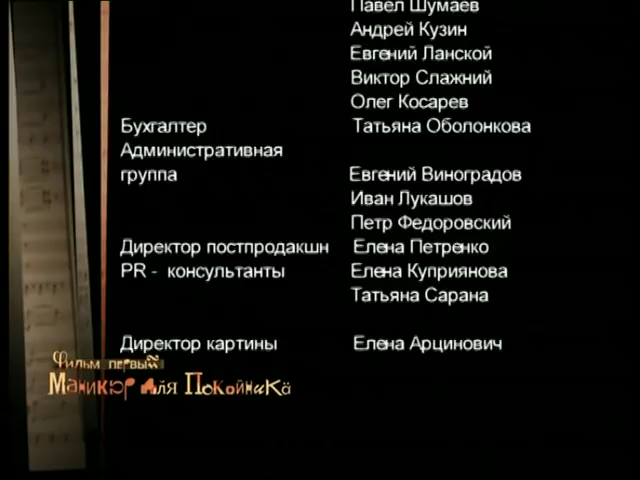 Павел Шумаев
Андрей Кузин
Евгений Ланской
Виктор Слажний
Олег Косарев
Бухгалтер Татьяна Оболонкова
Административная
группа Евгений Виноградов
Иван Лукашов
Петр Федоровский
Директор постпродакшн Елена Петренко
PR - консультанты Елена Куприянова
Татьяна Сарана
Директор картины Елена Арцинович
Фильм первый
Маникюр для Покойника